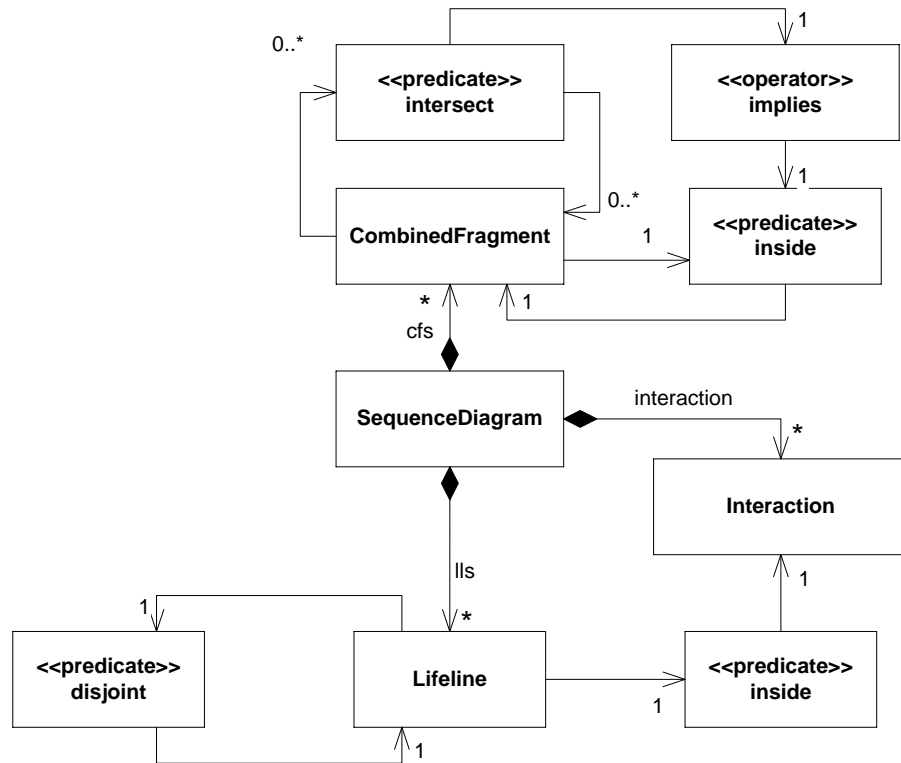 1
0..*
<<predicate>>
intersect
<<operator>>
implies
1
0..*
CombinedFragment
1
<<predicate>>
inside
*
1
cfs
SequenceDiagram
interaction
*
Interaction
lls
1
1
*
<<predicate>>
disjoint
Lifeline
<<predicate>>
inside
1
1